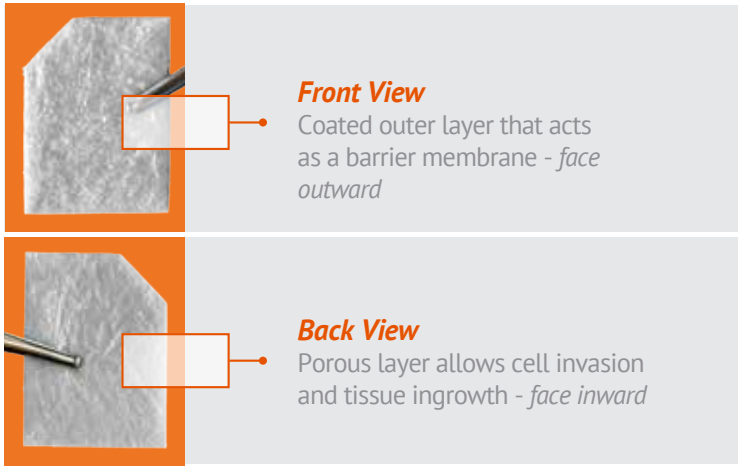 Front View
Coated outer layer that acts
as a barrier membrane - face
outward
Back View
Porous layer allows cell invasion
and tissue ingrowth - face inward